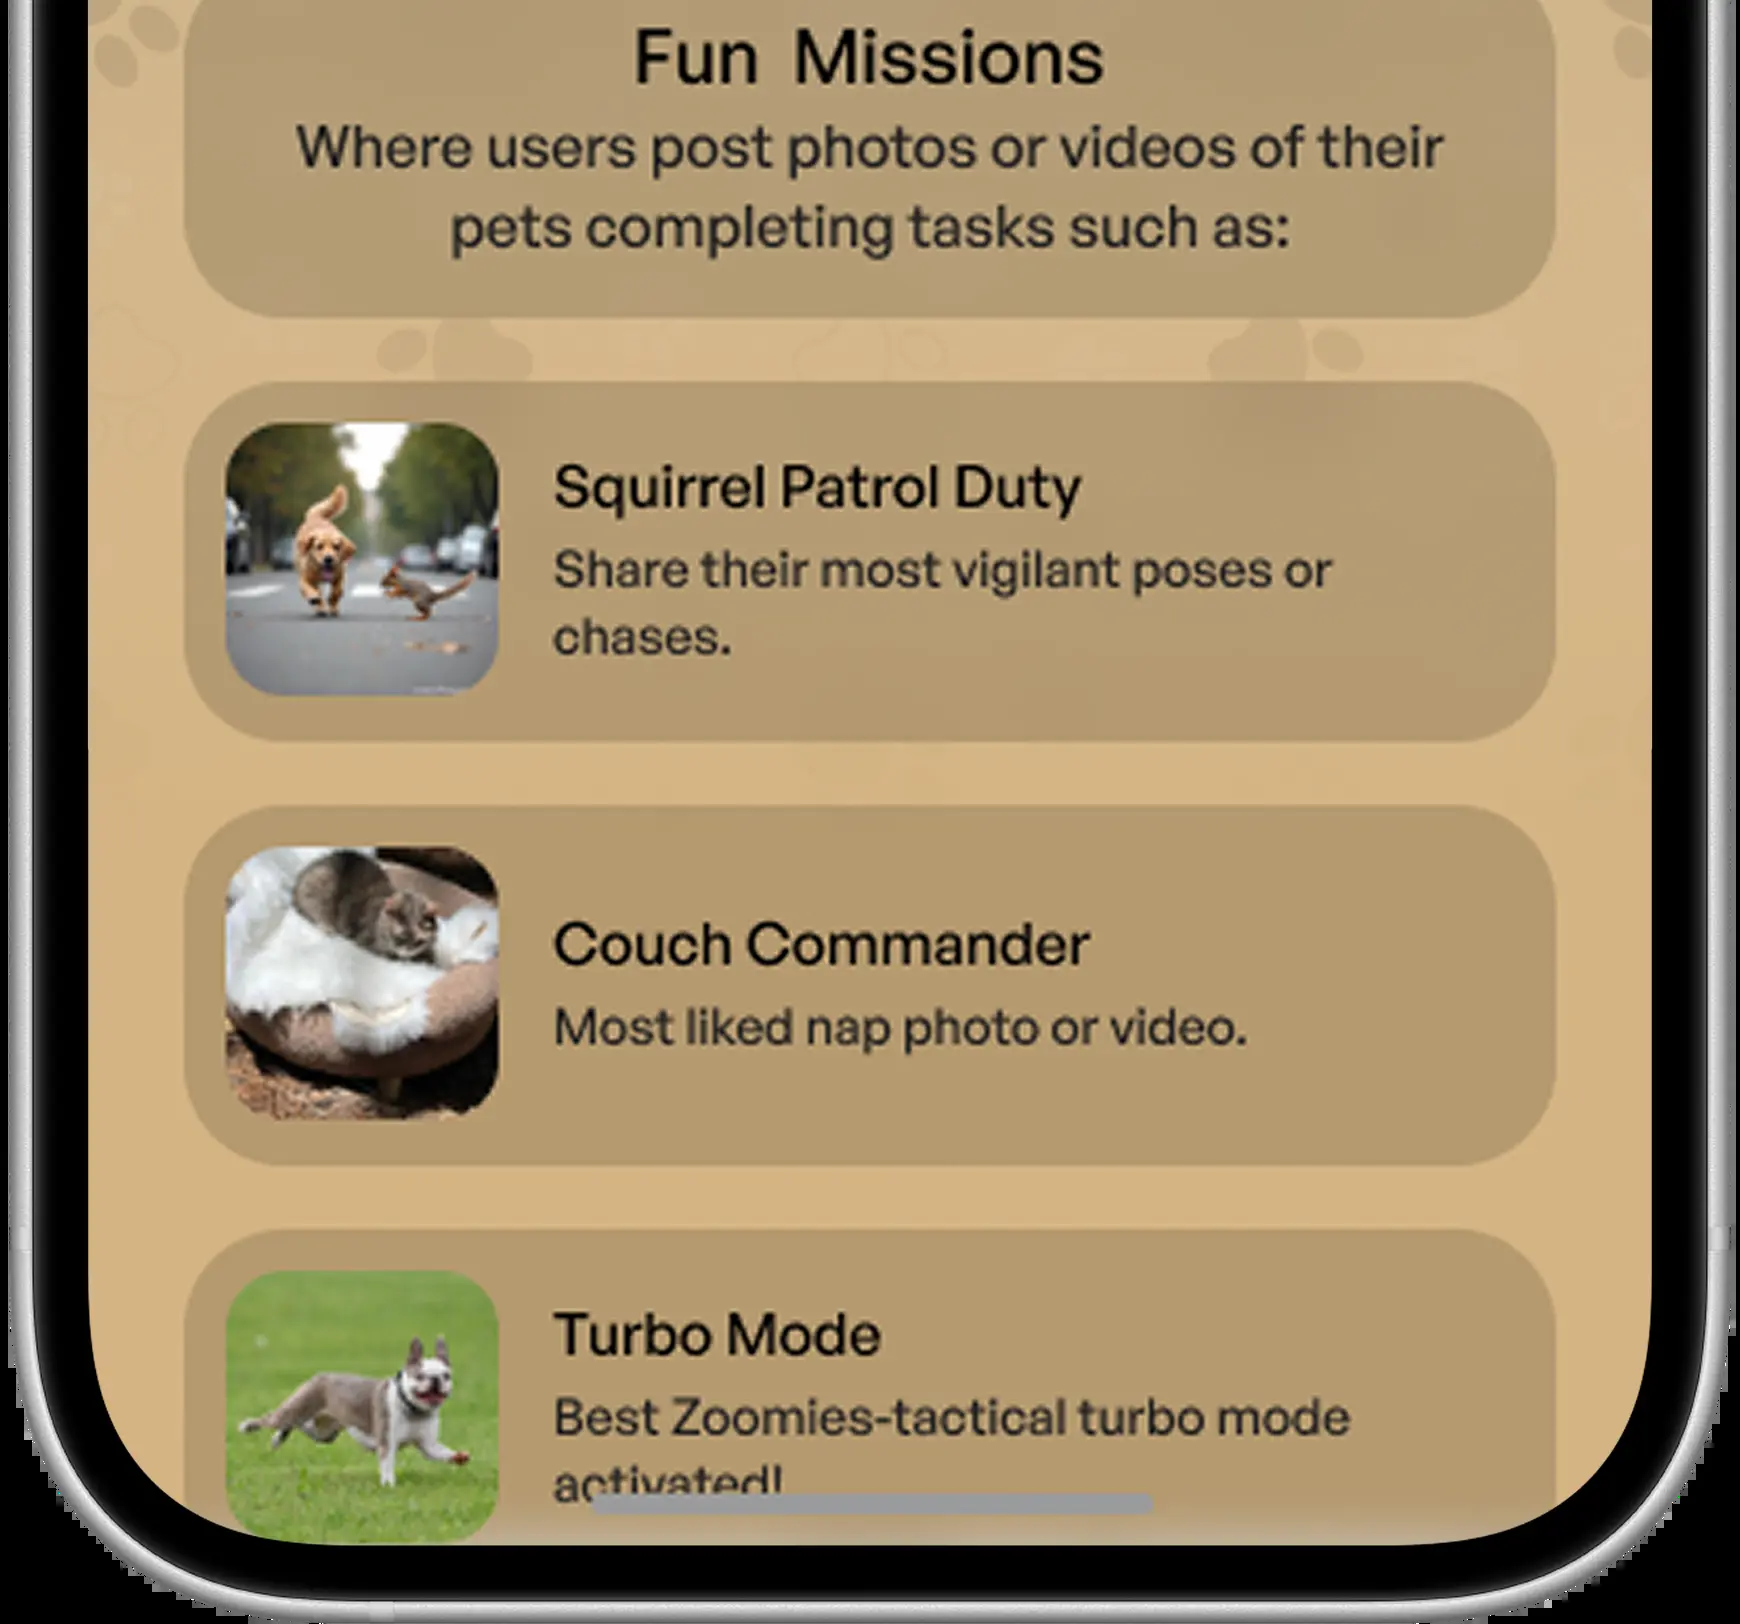 Fun Missions
Where users post photos or videos of their
pets completing tasks such as:
Squirrel Patrol Duty
Share their most vigilant poses or
chases.
Couch Commander
Most liked nap photo or video.
Turbo Mode
Best Zoomies-tactical turbo mode
activated!